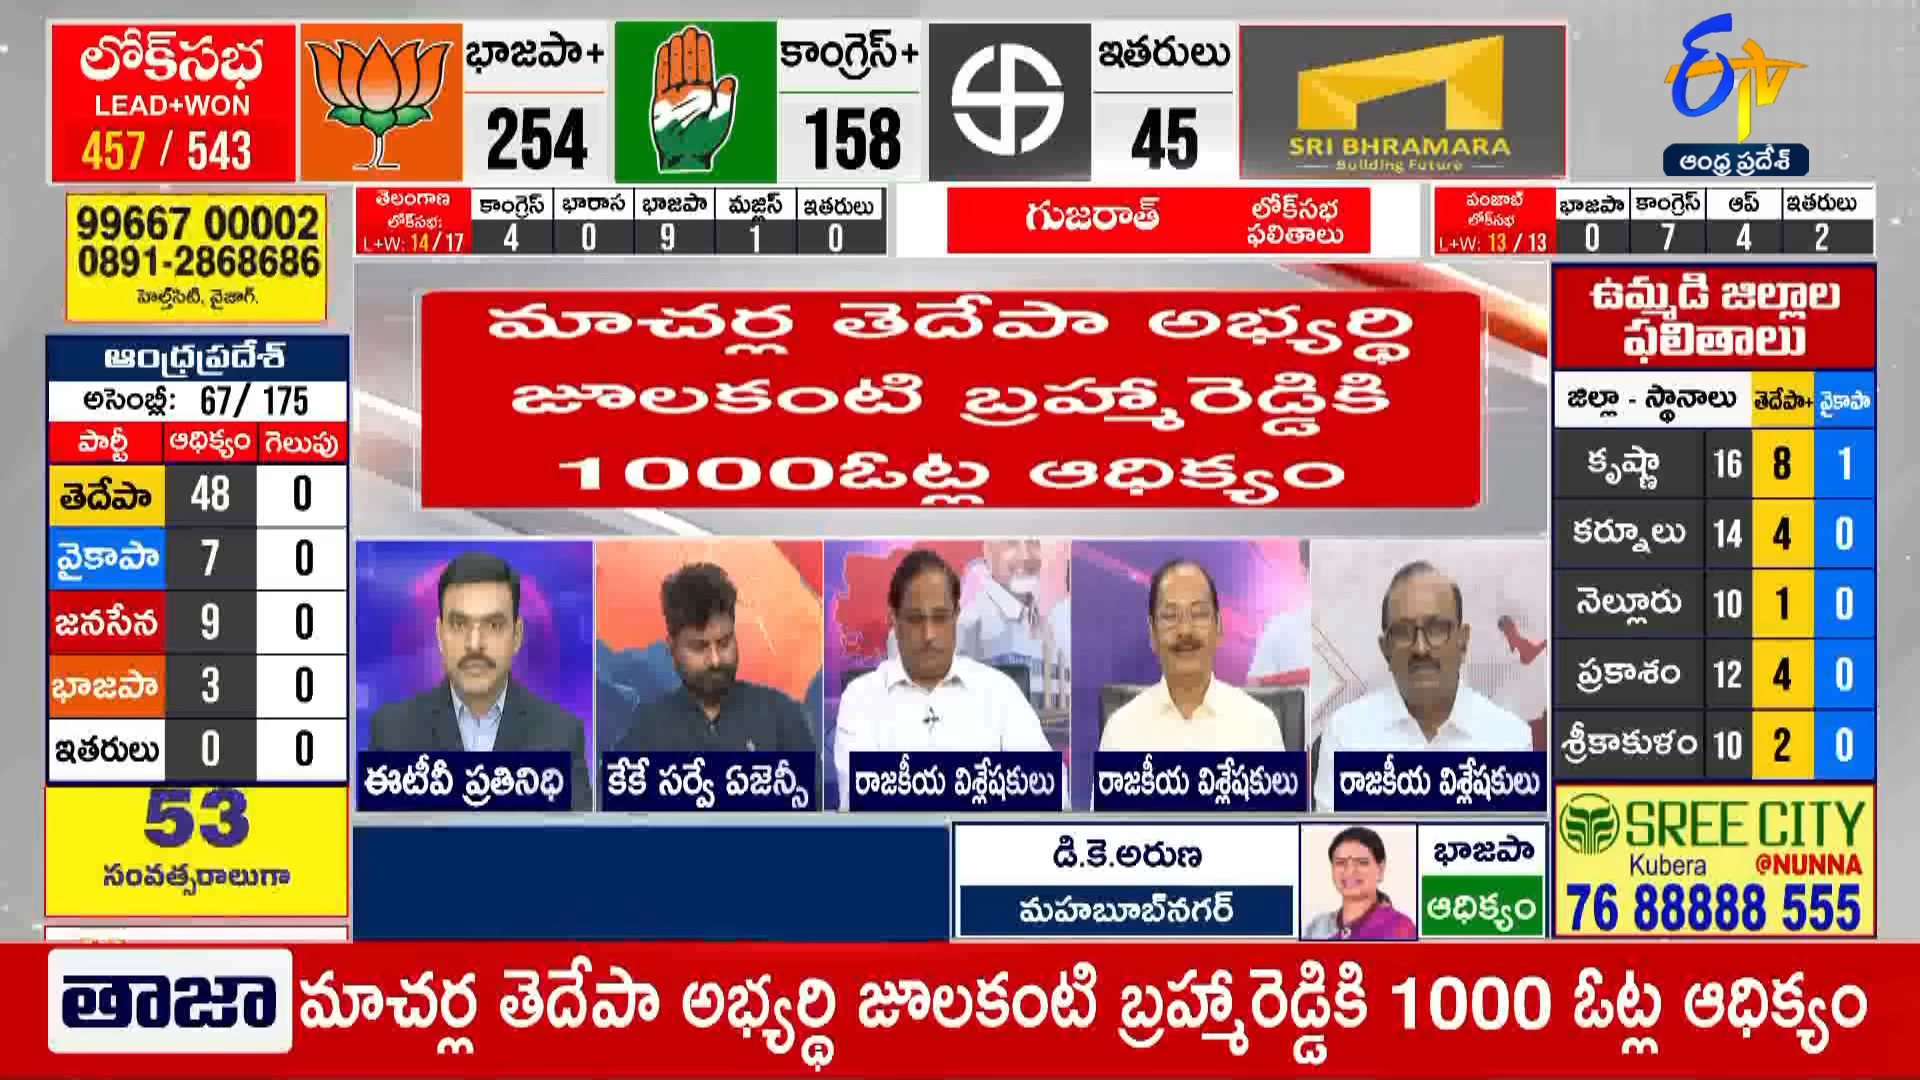 లోక్‌సభ
LEAD+WON
457 / 543
భాజపా+
254
కాంగ్రెస్+
158
ఇతరులు
45
SRI BHRAMARA
Building Future
ETV
ఆంధ్ర ప్రదేశ్
99667 00002
0891-2868686
హెల్త్‌సిటి, వైజాగ్.
తెలంగాణ
లోక్‌సభ:
L+W: 14/17
కాంగ్రెస్ భారాస భాజపా మజ్లిస్ ఇతరులు
4 0 9 1 0
గుజరాత్
లోక్‌సభ
ఫలితాలు
పంజాబ్
లోక్‌సభ
L+W: 13 / 13
భాజపా కాంగ్రెస్ ఆప్ ఇతరులు
0 7 4 2
మాచర్ల తెదేపా అభ్యర్థి
జూలకంటి బ్రహ్మారెడ్డికి
1000ఓట్ల ఆధిక్యం
ఆంధ్రప్రదేశ్
అసెంబ్లీ: 67/ 175
పార్టీ ఆధిక్యం గెలుపు
తెదేపా 48 0
వైకాపా 7 0
జనసేన 9 0
భాజపా 3 0
ఇతరులు 0 0
53
సంవత్సరాలుగా
ఉమ్మడి జిల్లాల
ఫలితాలు
జిల్లా - స్థానాలు తెదేపా+ వైకాపా
కృష్ణా 16 8 1
కర్నూలు 14 4 0
నెల్లూరు 10 1 0
ప్రకాశం 12 4 0
శ్రీకాకుళం 10 2 0
ఈటీవీ ప్రతినిధి
కేకే సర్వే ఏజెన్సీ
రాజకీయ విశ్లేషకులు
రాజకీయ విశ్లేషకులు
రాజకీయ విశ్లేషకులు
డి.కె.అరుణ
మహబూబ్‌నగర్
భాజపా
ఆధిక్యం
SREE CITY
Kubera @NUNNA
76 88888 555
తాజా
మాచర్ల తెదేపా అభ్యర్థి జూలకంటి బ్రహ్మారెడ్డికి 1000 ఓట్ల ఆధిక్యం